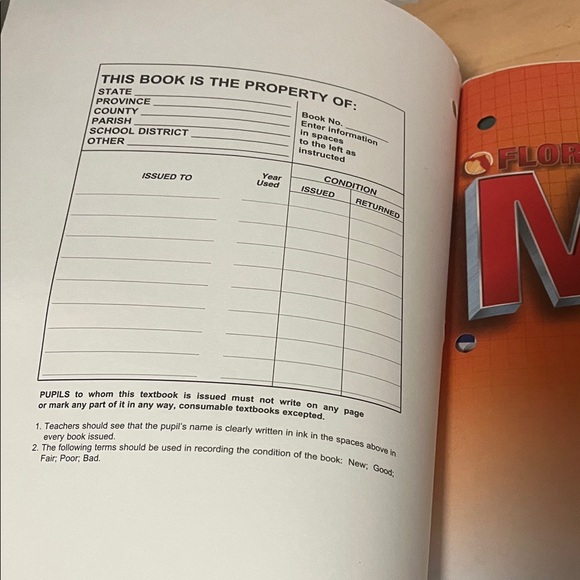 THIS BOOK IS THE PROPERTY OF:
STATE
PROVINCE
COUNTY
PARISH
SCHOOL DISTRICT
OTHER
Book No.
Enter information
in spaces
to the left as
instructed
ISSUED TO
Year
Used
CONDITION
ISSUED
RETURNED
PUPILS to whom this textbook is issued must not write on any page
or mark any part of it in any way, consumable textbooks excepted.
1. Teachers should see that the pupil's name is clearly written in ink in the spaces above in
every book issued.
2. The following terms should be used in recording the condition of the book: New; Good;
Fair; Poor; Bad.
FLOR
M